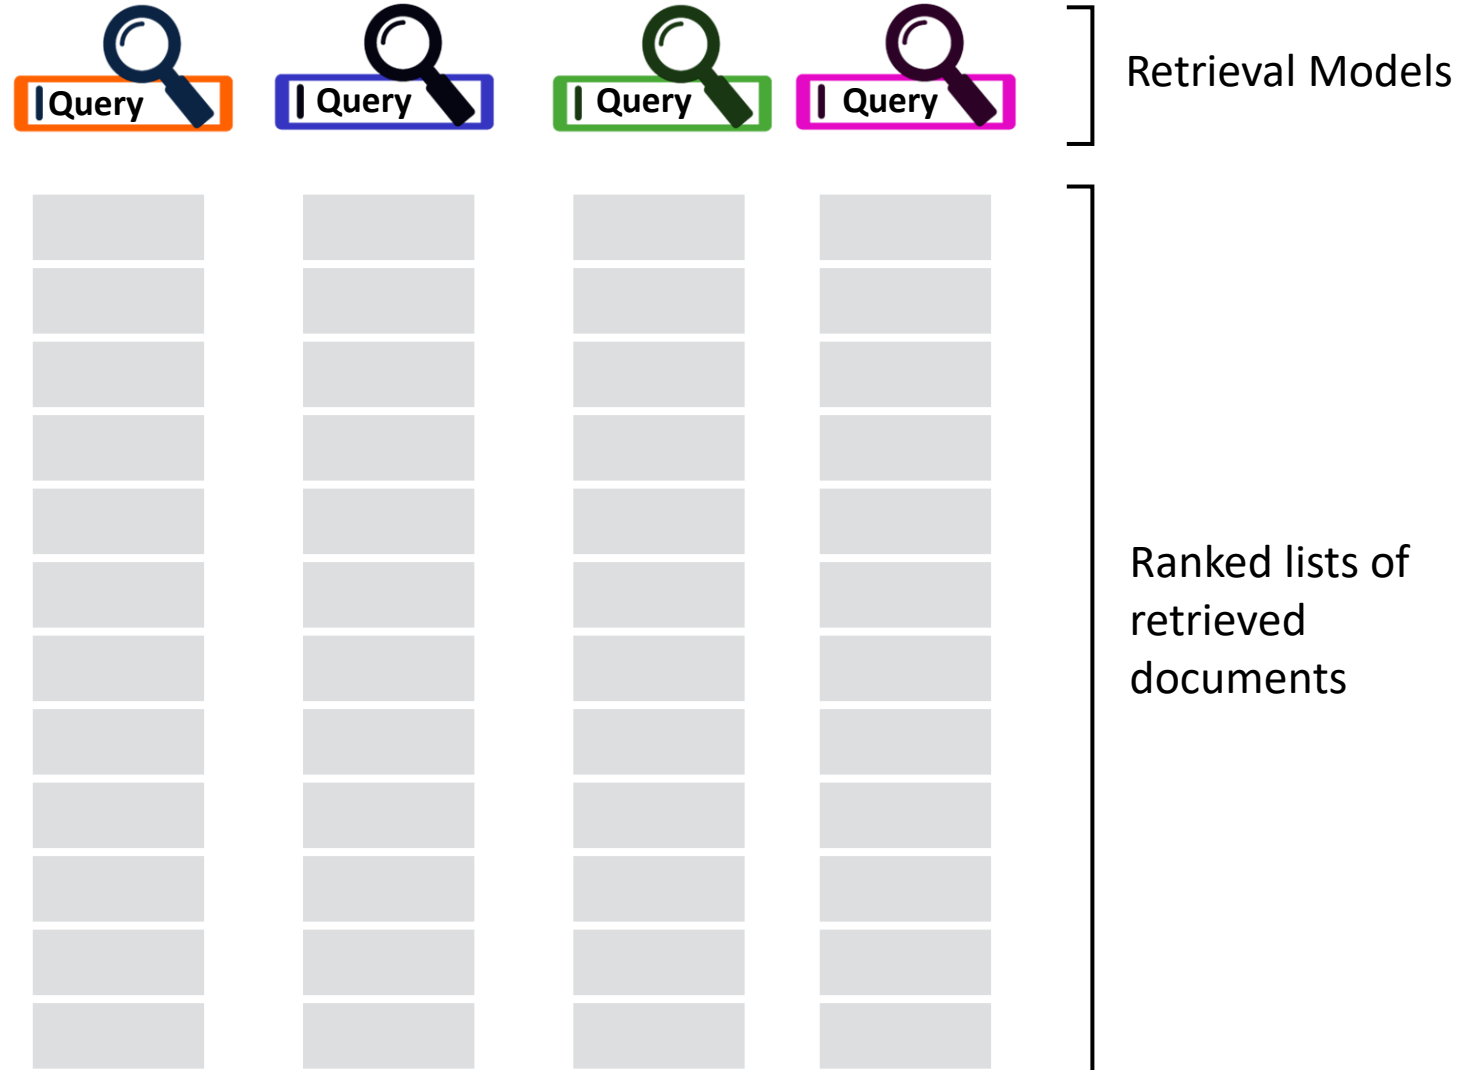 Query
Query
Query
Query
Retrieval Models
Ranked lists of
retrieved
documents